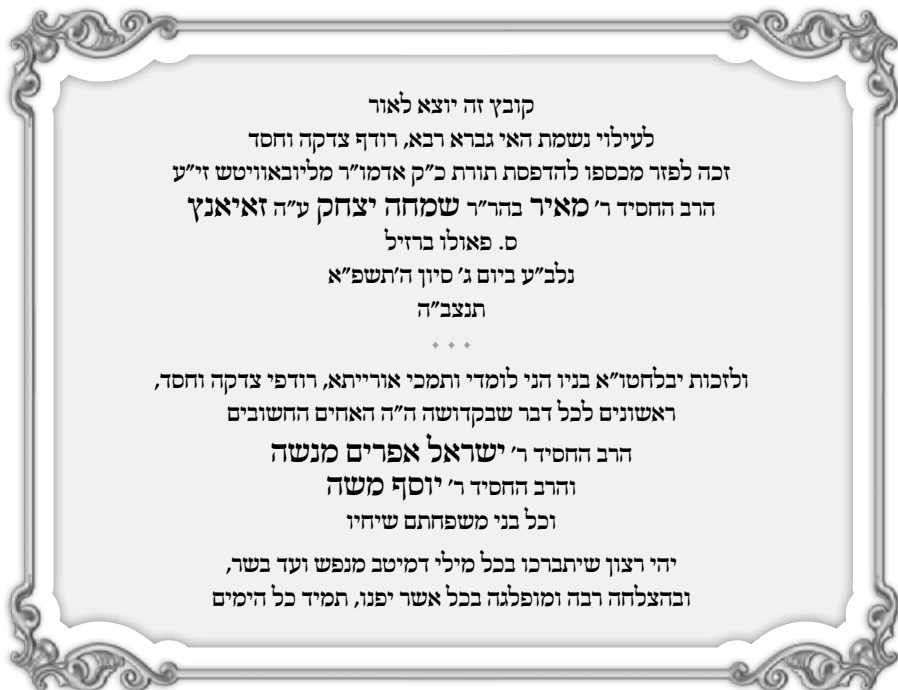 קובץ זה יוצא לאור
לעילוי נשמת האי גברא רבא, רודף צדקה וחסד
זכה לפזר מכספו להדפסת תורת כ״ק אדמו״ר מליובאוויטש זי״ע
הרב החסיד ר׳ מאיר בהר״ר שמחה יצחק ע״ה זאיאנץ
ס. פאולו ברזיל
נלב״ע ביום ג׳ סיון ה׳תשפ״א
תנצב״ה
ולזכות יבלחטו״א בניו הני לומדי ותמכי אורייתא, רודפי צדקה וחסד,
ראשונים לכל דבר שבקדושה ה״ה האחים החשובים
הרב החסיד ר׳ ישראל אפרים מנשה
והרב החסיד ר׳ יוסף משה
וכל בני משפחתם שיחיו
יהי רצון שיתברכו בכל מילי דמיטב מנפש ועד בשר,
ובהצלחה רבה ומופלגה בכל אשר יפנו, תמיד כל הימים